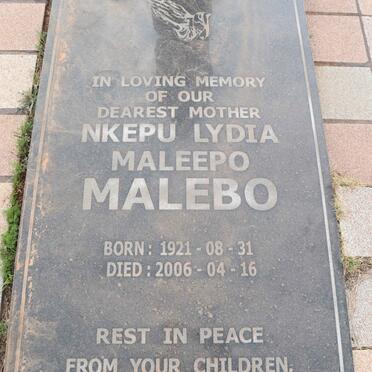 IN LOVING MEMORY
OF OUR
DEAREST MOTHER
NKEPU LYDIA
MALEEPO
MALEBO
BORN : 1921 - 08 - 31
DIED : 2006 - 04 - 16
REST IN PEACE
FROM YOUR CHILDREN,